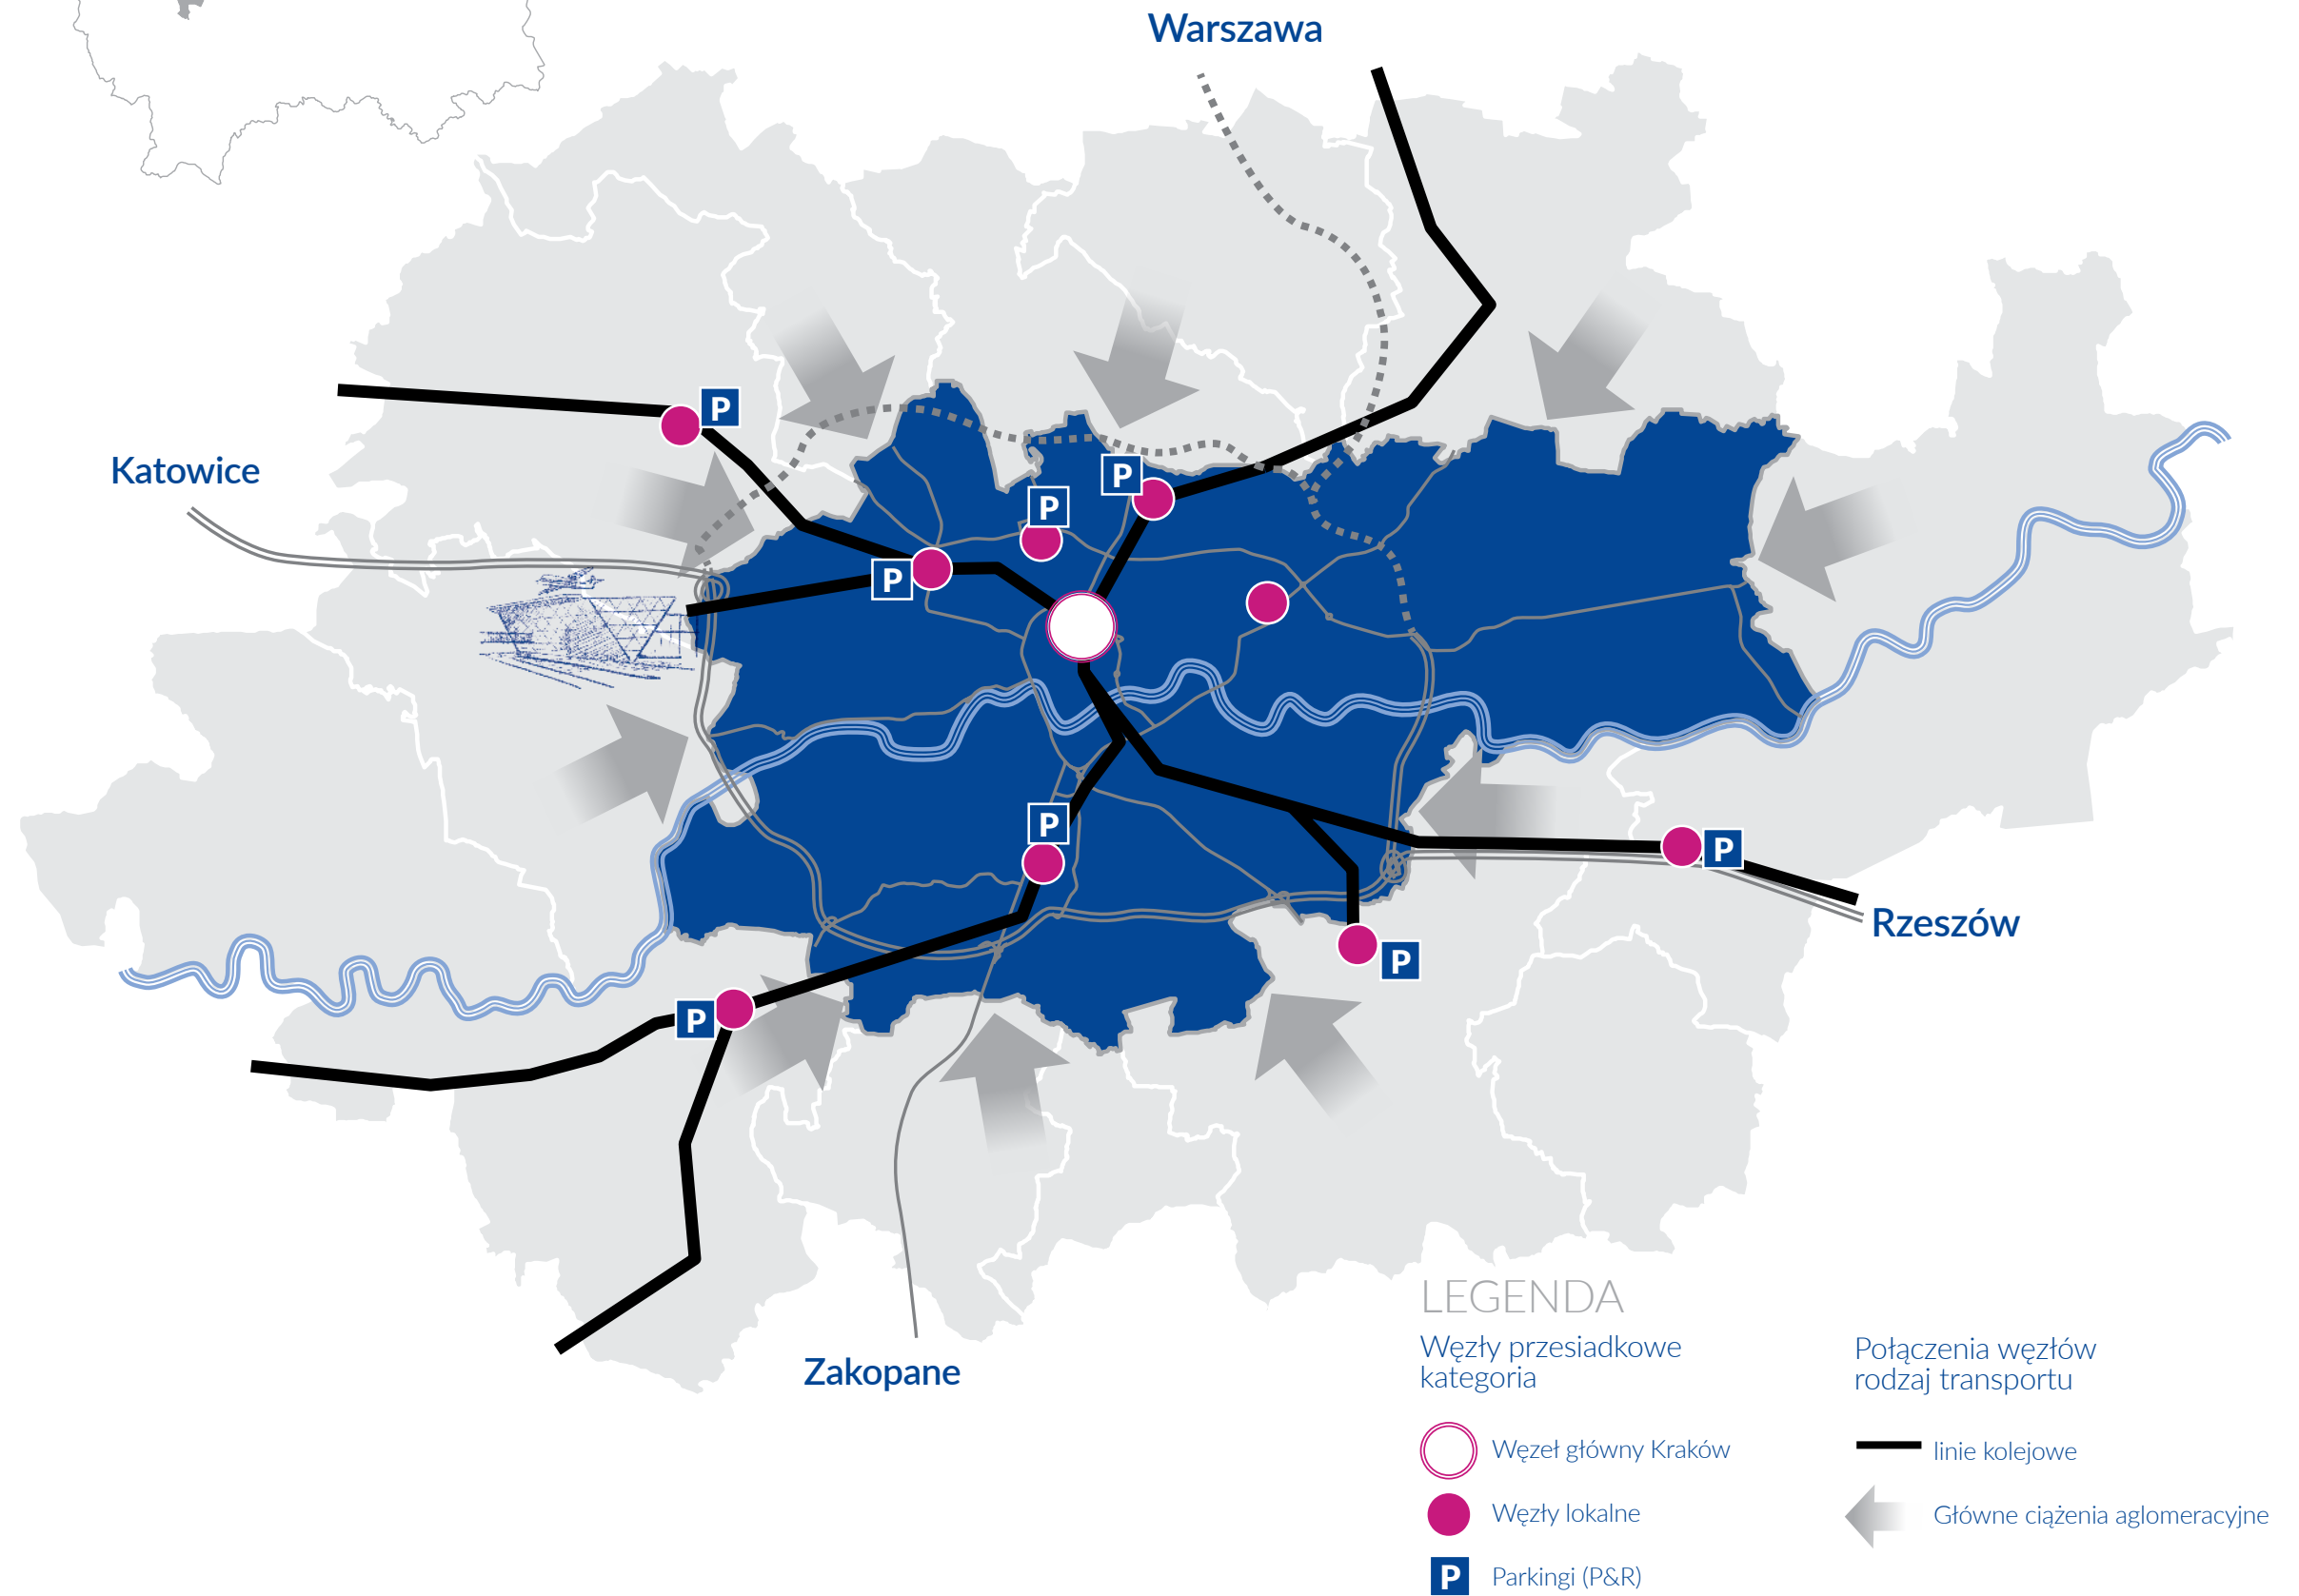 Warszawa
P
Katowice
P
P
P
P
P
Rzeszów
P
P
Zakopane
LEGENDA
Węzły przesiadkowe
kategoria
Węzeł główny Kraków
Węzły lokalne
P Parkingi (P&R)
Połączenia węzłów
rodzaj transportu
linie kolejowe
Główne ciążenia aglomeracyjne